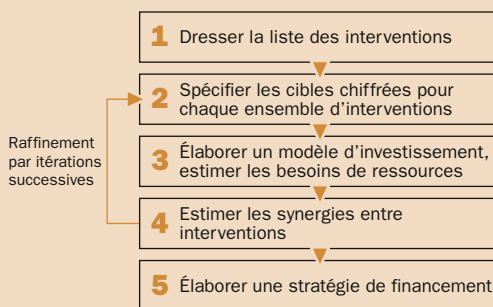 1 Dresser la liste des interventions
2 Spécifier les cibles chiffrées pour
chaque ensemble d'interventions
Raffinement
par itérations
successives
3 Élaborer un modèle d'investissement,
estimer les besoins de ressources
4 Estimer les synergies entre
interventions
5 Élaborer une stratégie de financement